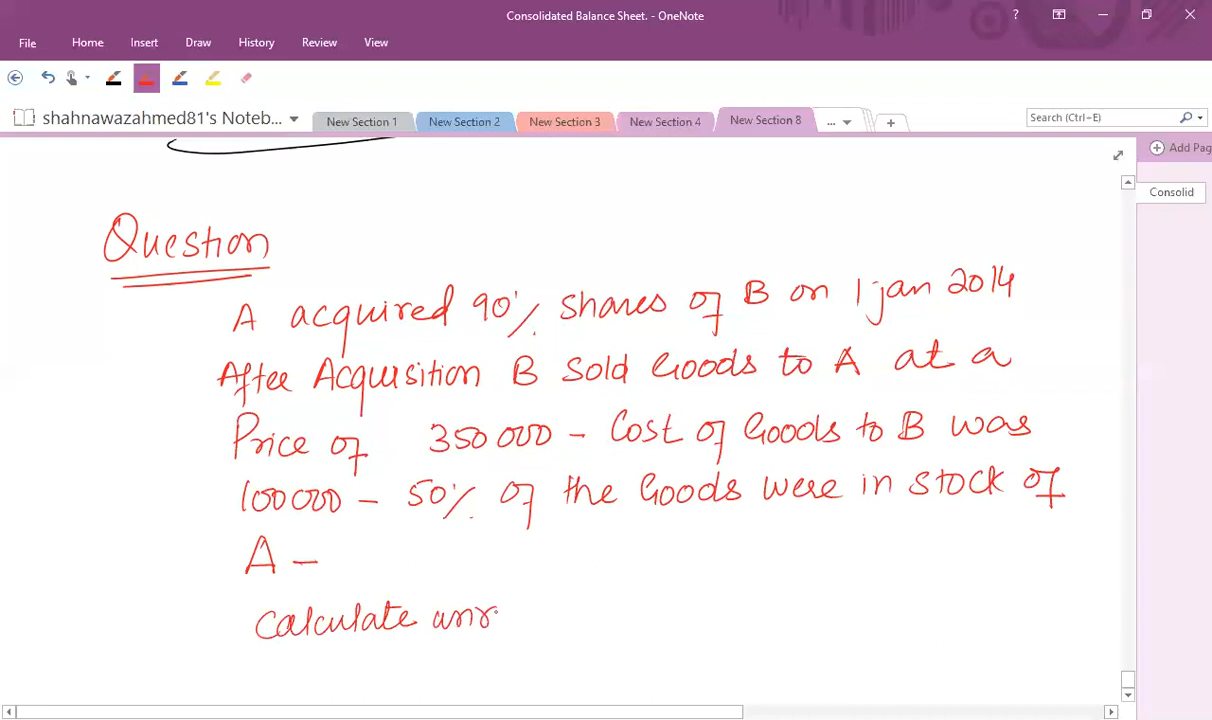 Consolidated Balance Sheet. - OneNote
?
File Home Insert Draw History Review View
shahnawazahmed81's Noteb... New Section 1 New Section 2 New Section 3 New Section 4 New Section 8 ... + Search (Ctrl+E)
Add Pag
Consolid
Question
A acquired 90% shares of B on 1 jan 2014
After Acquisition B sold Goods to A at a
Price of 350000 - Cost of Goods to B was
100000 - 50% of the Goods were in stock of
A -
calculate unr